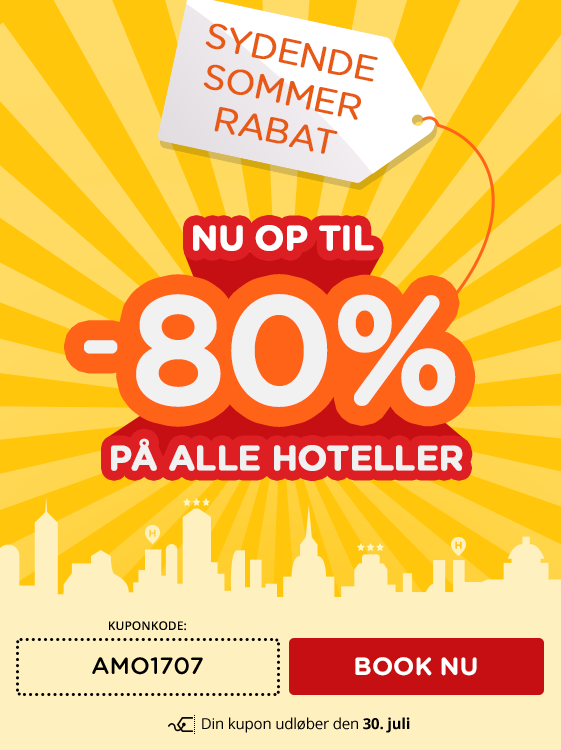 SYDENDE
SOMMER
RABAT
NU OP TIL
-80%
PÅ ALLE HOTELLER
H
H
KUPONKODE:
AMO1707
BOOK NU
Din kupon udløber den 30. juli